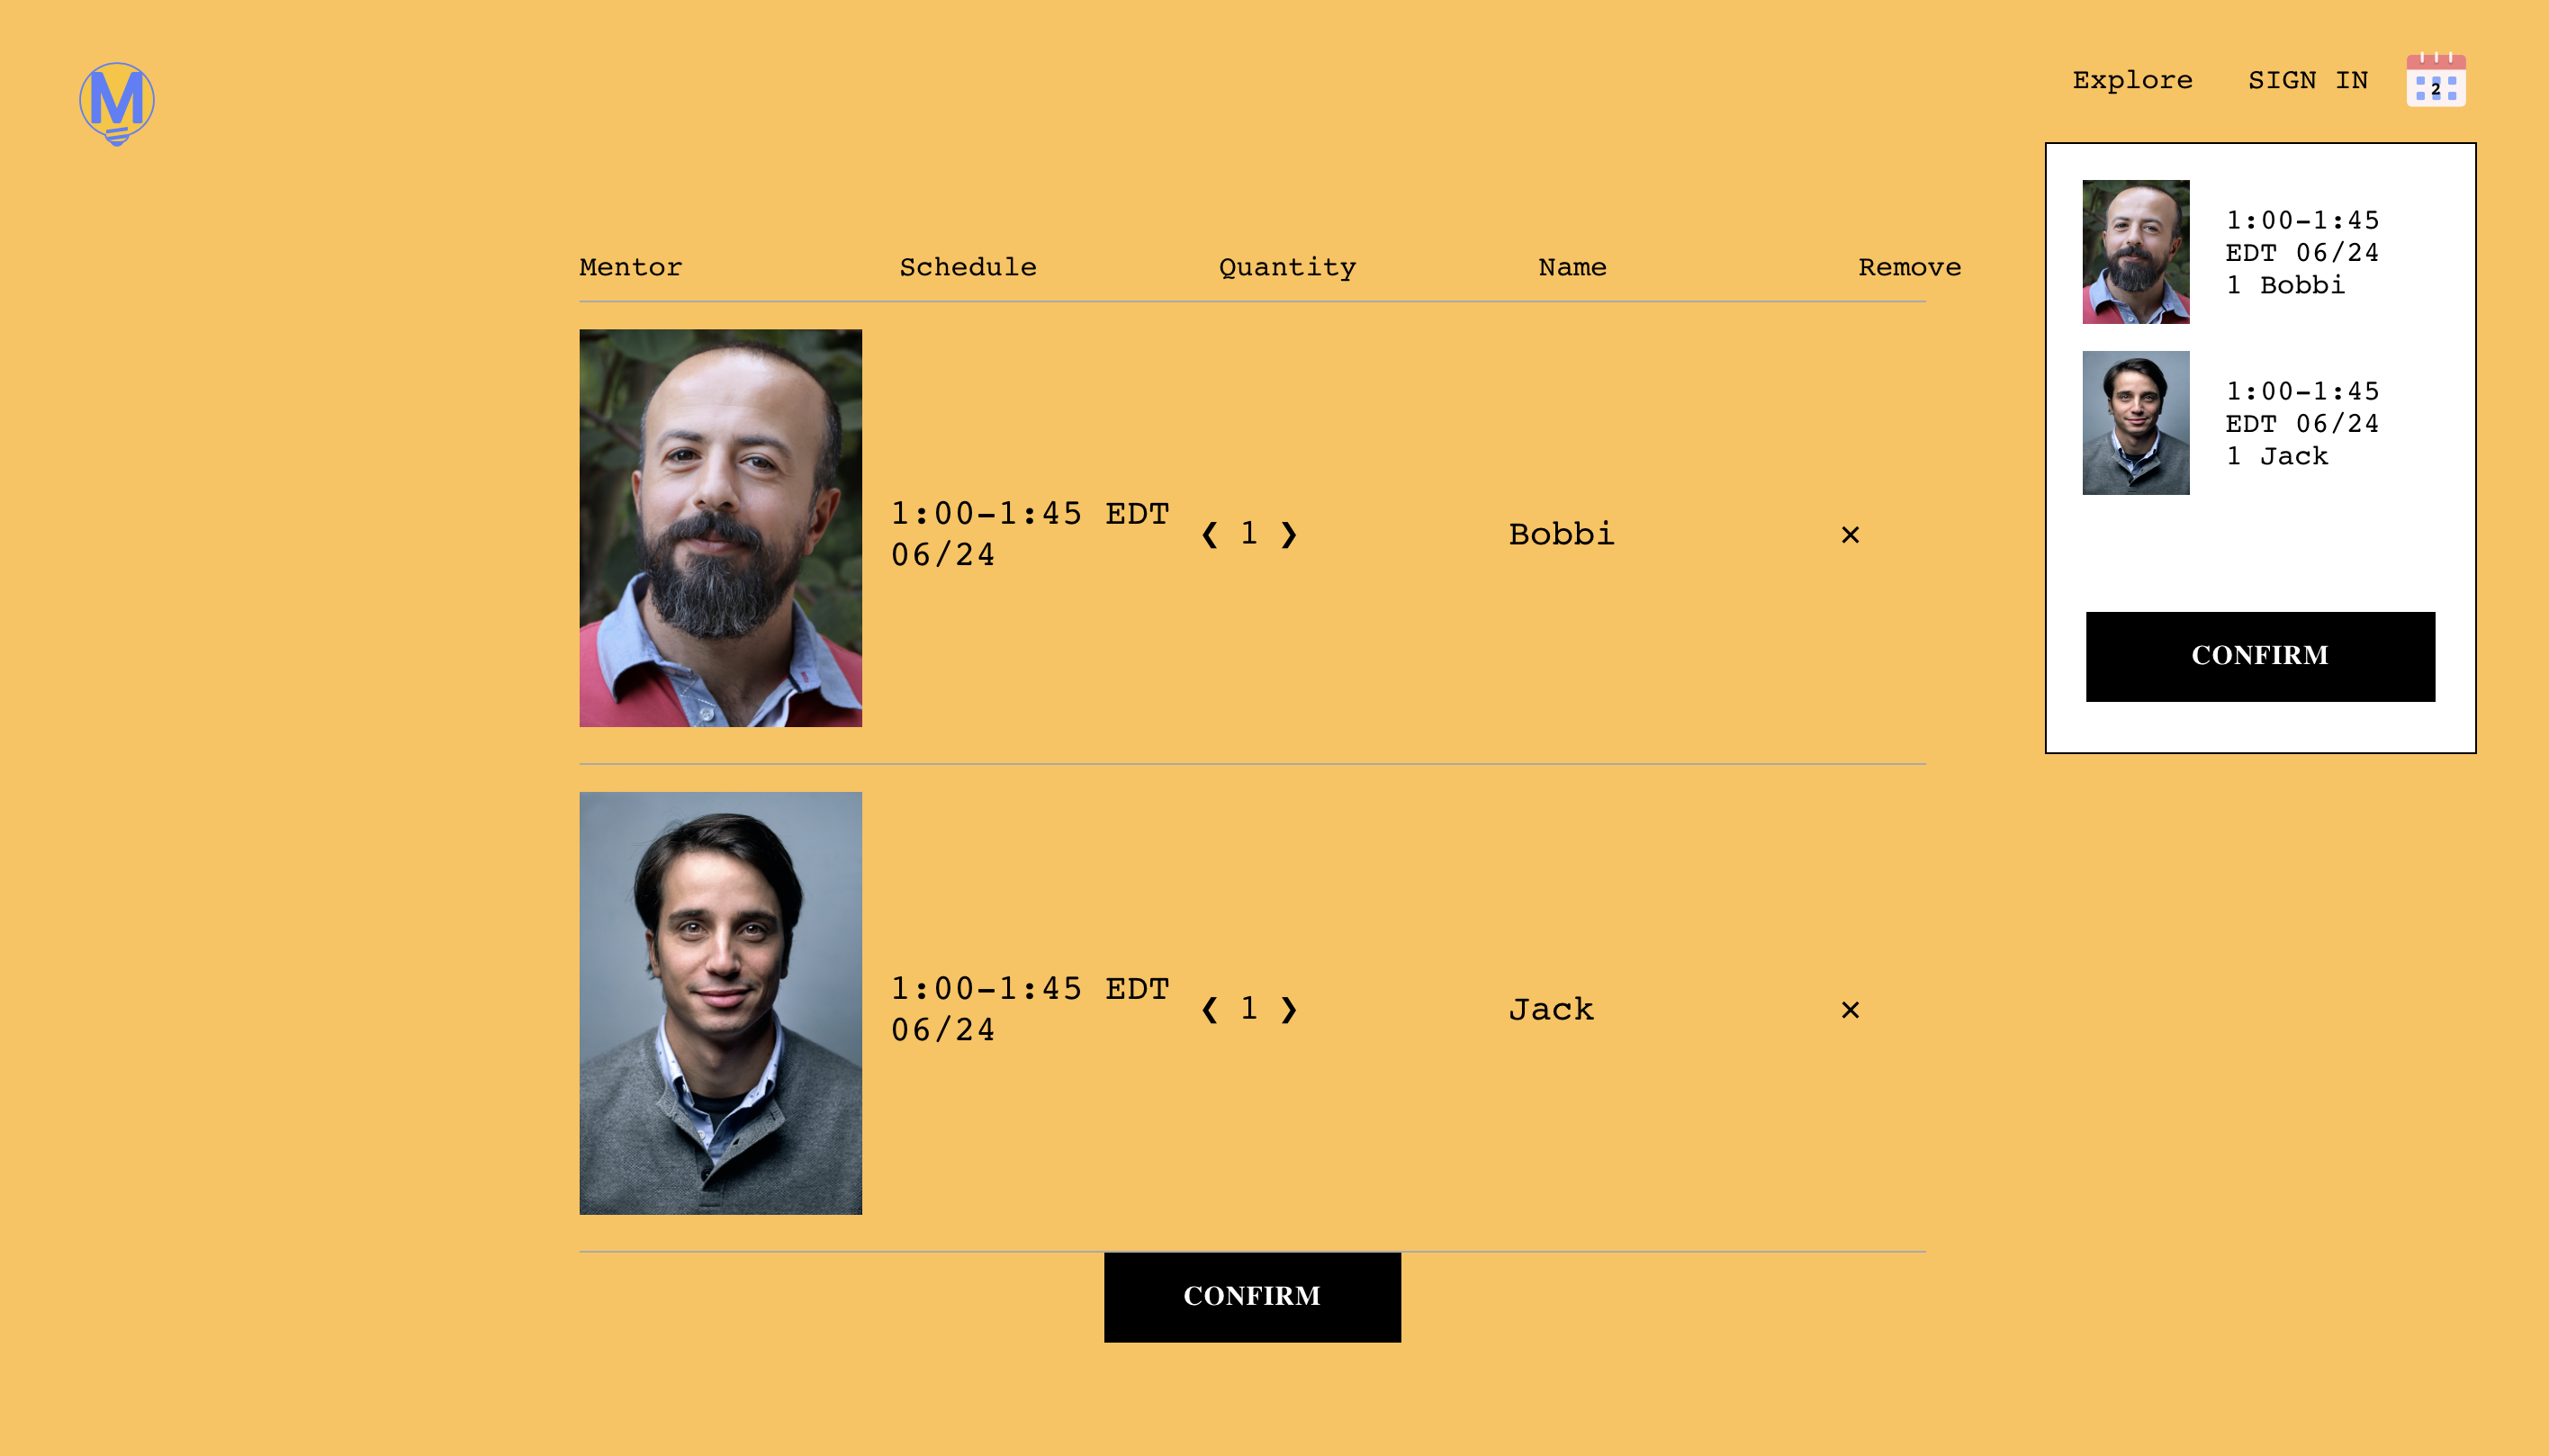 M
Explore SIGN IN 2
Mentor Schedule Quantity Name Remove
1:00-1:45 EDT
06/24
❮ 1 ❯
Bobbi
✕
1:00-1:45 EDT
06/24
❮ 1 ❯
Jack
✕
CONFIRM
1:00-1:45
EDT 06/24
1 Bobbi
1:00-1:45
EDT 06/24
1 Jack
CONFIRM